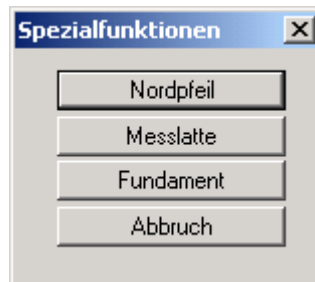 Spezialfunktionen
Nordpfeil
Messlatte
Fundament
Abbruch